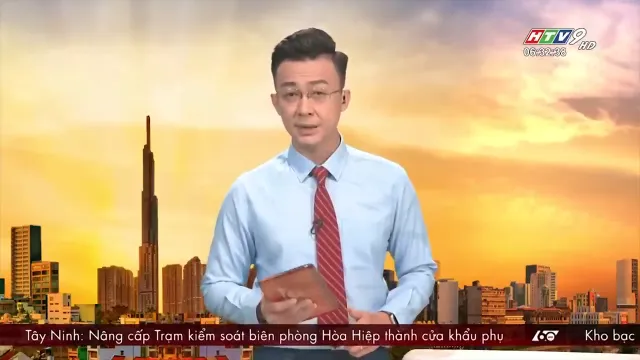 HTV9 HD
06:32:38
Tây Ninh: Nâng cấp Trạm kiểm soát biên phòng Hòa Hiệp thành cửa khẩu phụ 60 Kho bạc